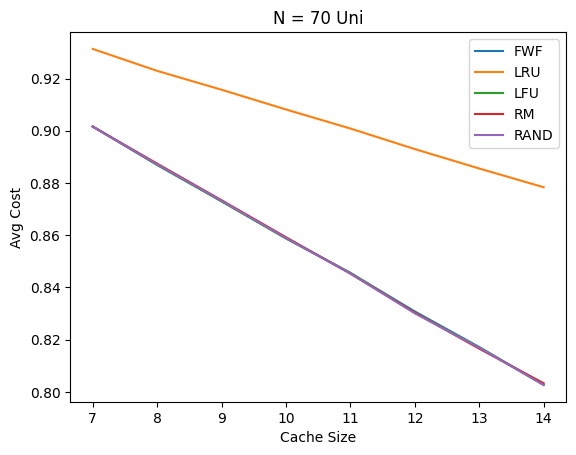 N = 70 Uni
FWF
LRU
LFU
RM
RAND
Avg Cost
0.92
0.90
0.88
0.86
0.84
0.82
0.80
7 8 9 10 11 12 13 14
Cache Size